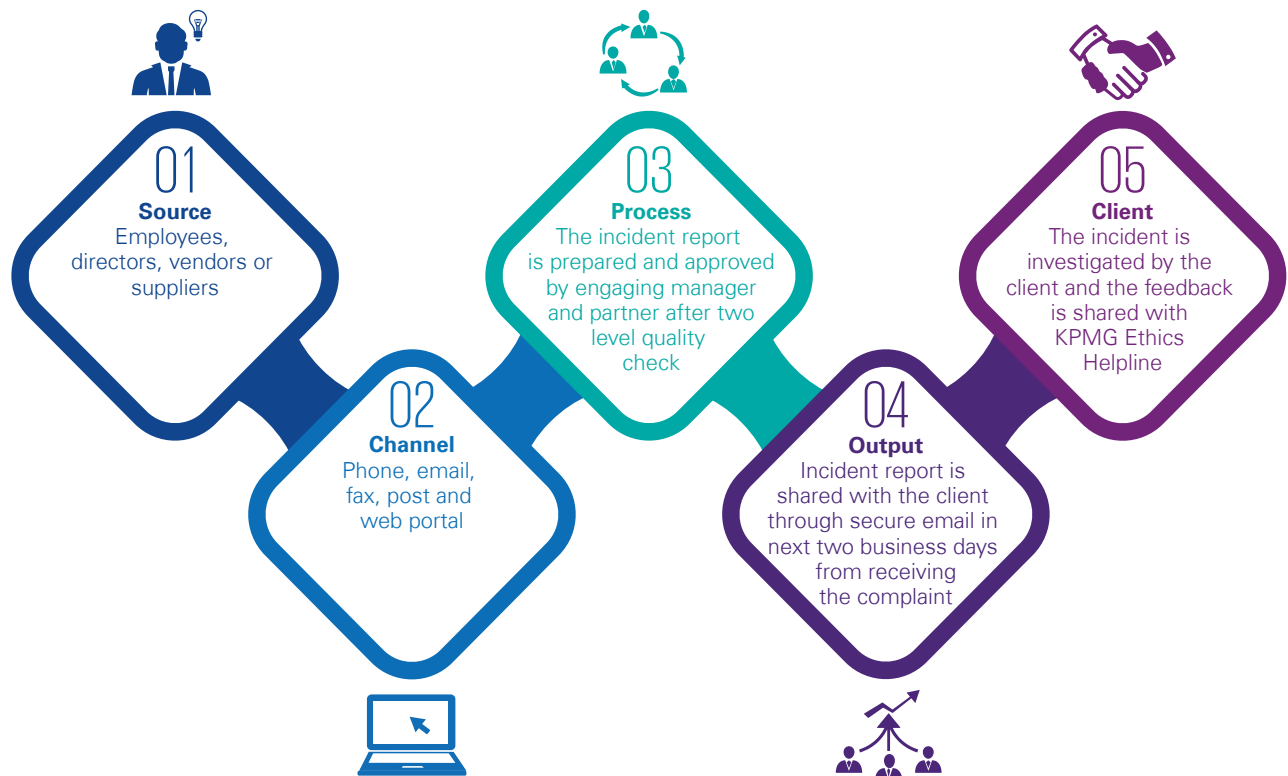 01
Source
Employees,
directors, vendors or
suppliers
02
Channel
Phone, email,
fax, post and
web portal
03
Process
The incident report
is prepared and approved
by engaging manager
and partner after two
level quality
check
04
Output
Incident report is
shared with the client
through secure email in
next two business days
from receiving
the complaint
05
Client
The incident is
investigated by the
client and the feedback
is shared with
KPMG Ethics
Helpline